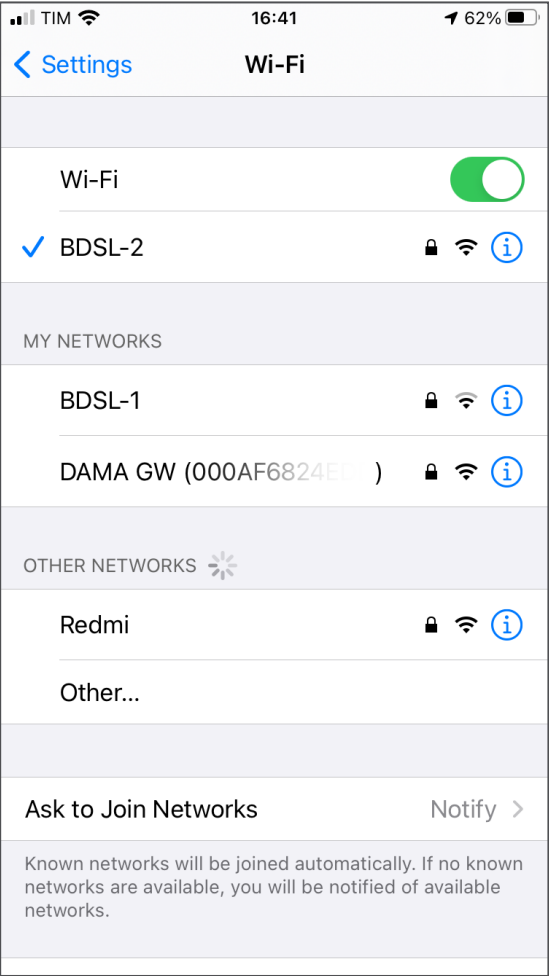 TIM 16:41 62%
Settings Wi-Fi
Wi-Fi
BDSL-2
MY NETWORKS
BDSL-1
DAMA GW (000AF6824E )
OTHER NETWORKS
Redmi
Other...
Ask to Join Networks Notify
Known networks will be joined automatically. If no known
networks are available, you will be notified of available
networks.